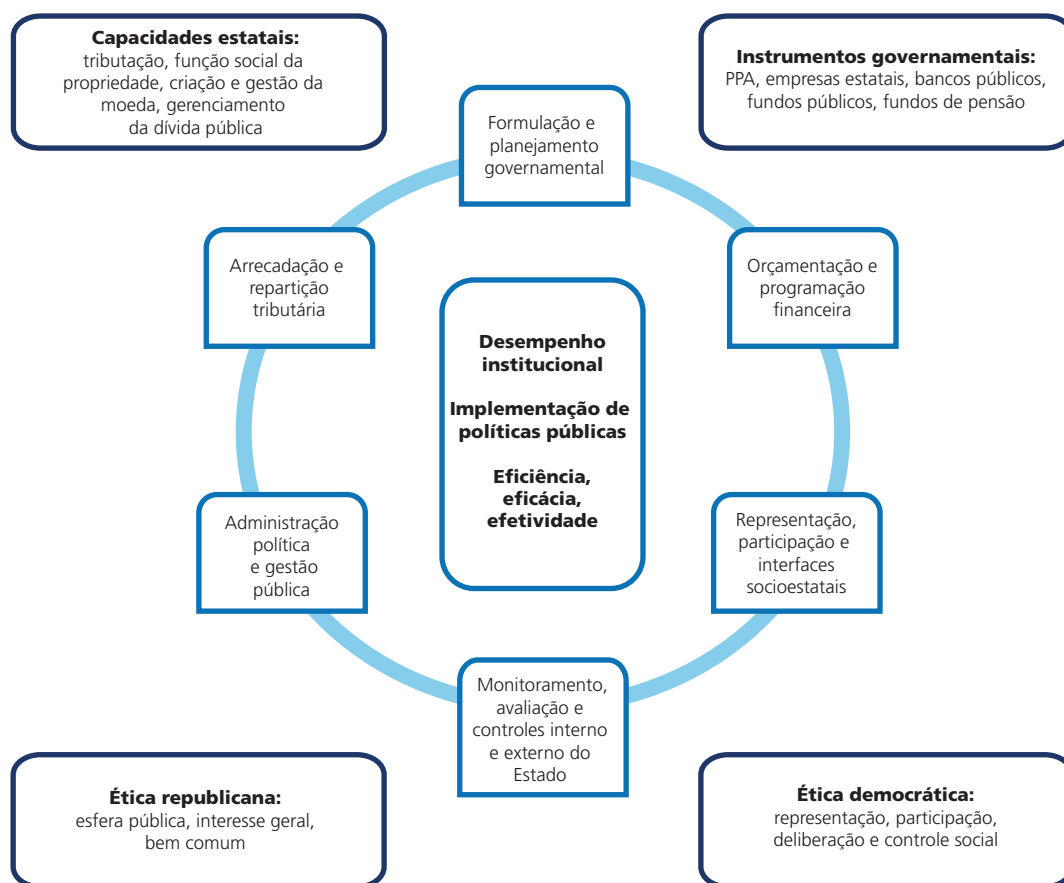 Capacidades estatais:
tributação, função social da
propriedade, criação e gestão da
moeda, gerenciamento
da dívida pública
Instrumentos governamentais:
PPA, empresas estatais, bancos públicos,
fundos públicos, fundos de pensão
Formulação e
planejamento
governamental
Arrecadação e
repartição
tributária
Orçamentação e
programação
financeira
Desempenho
institucional
Implementação de
políticas públicas
Eficiência,
eficácia,
efetividade
Administração
política
e gestão
pública
Representação,
participação e
interfaces
socioestatais
Monitoramento,
avaliação e
controles interno
e externo do
Estado
Ética republicana:
esfera pública, interesse geral,
bem comum
Ética democrática:
representação, participação,
deliberação e controle social